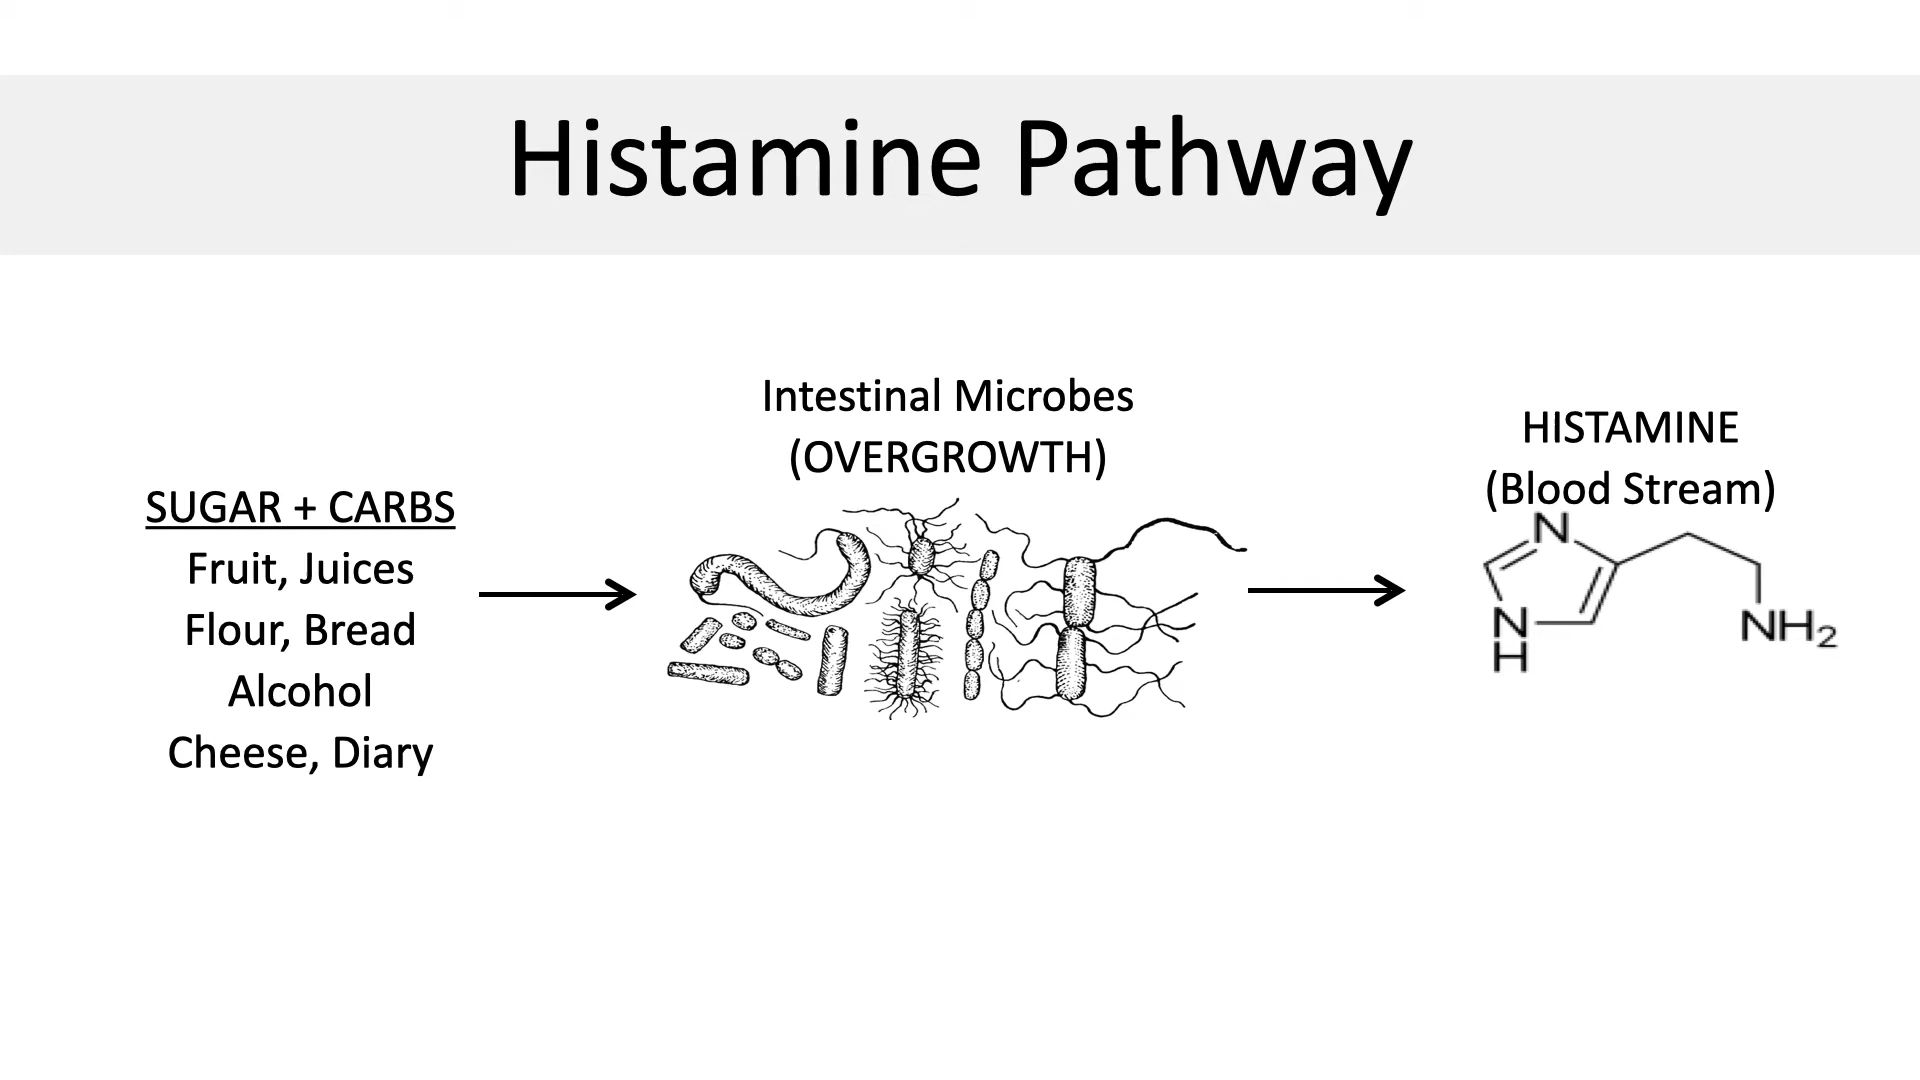 Histamine Pathway
SUGAR + CARBS
Fruit, Juices
Flour, Bread
Alcohol
Cheese, Diary
Intestinal Microbes
(OVERGROWTH)
HISTAMINE
(Blood Stream)
N
N
H
NH₂